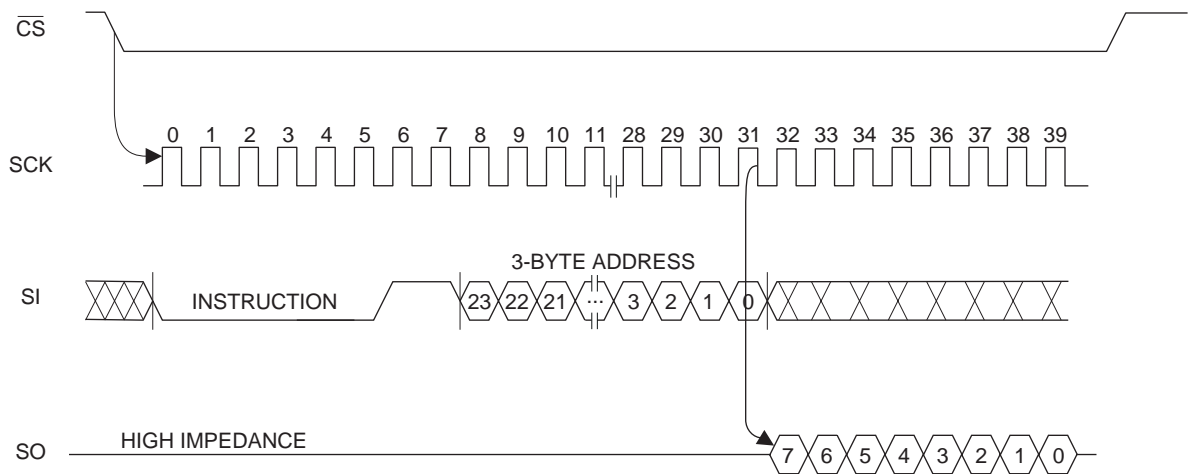 CS
0 1 2 3 4 5 6 7 8 9 10 11 28 29 30 31 32 33 34 35 36 37 38 39
SCK
3-BYTE ADDRESS
SI
INSTRUCTION
23 22 21 ... 3 2 1 0
HIGH IMPEDANCE
SO
7 6 5 4 3 2 1 0